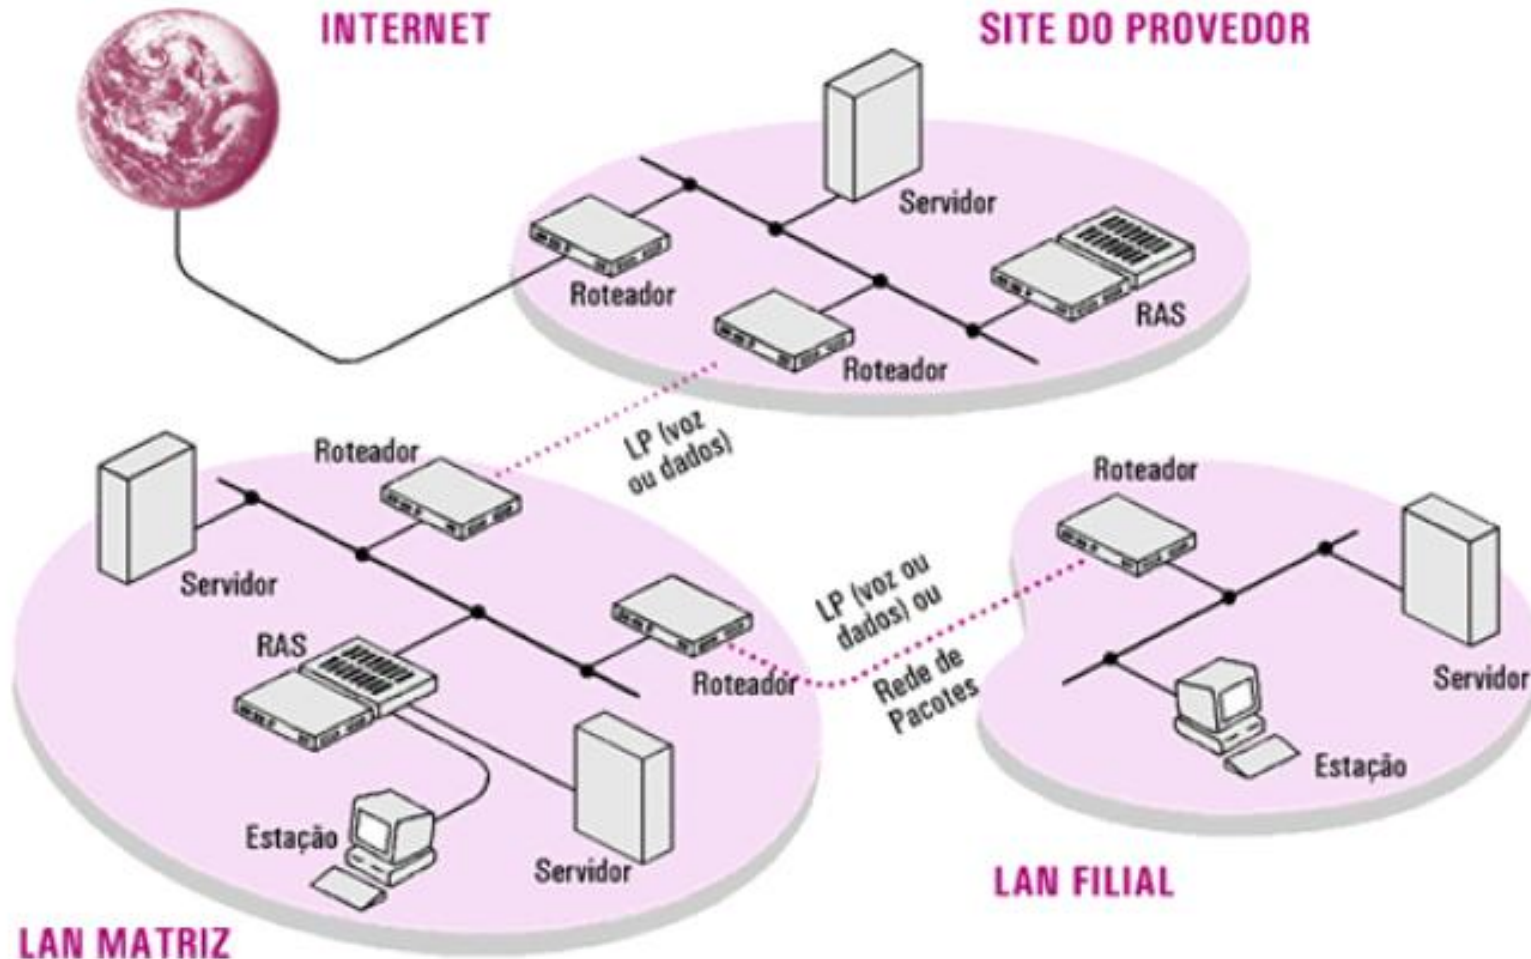 INTERNET
SITE DO PROVEDOR
Servidor
Roteador
RAS
Roteador
LP (voz
ou dados)
Roteador
Servidor
RAS
Roteador
Estação
Servidor
LAN MATRIZ
LP (voz ou
dados) ou
Rede de
Pacotes
Roteador
Servidor
Estação
LAN FILIAL